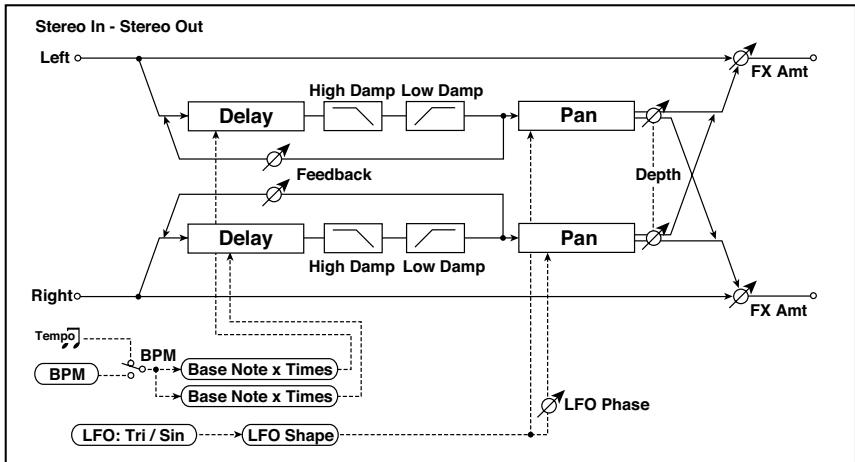 Stereo In - Stereo Out
Left
FX Amt
High Damp Low Damp
Delay
Pan
Feedback
Depth
Delay
Pan
High Damp Low Damp
Right
FX Amt
Tempo
BPM
BPM
Base Note x Times
Base Note x Times
LFO Phase
LFO: Tri / Sin
LFO Shape